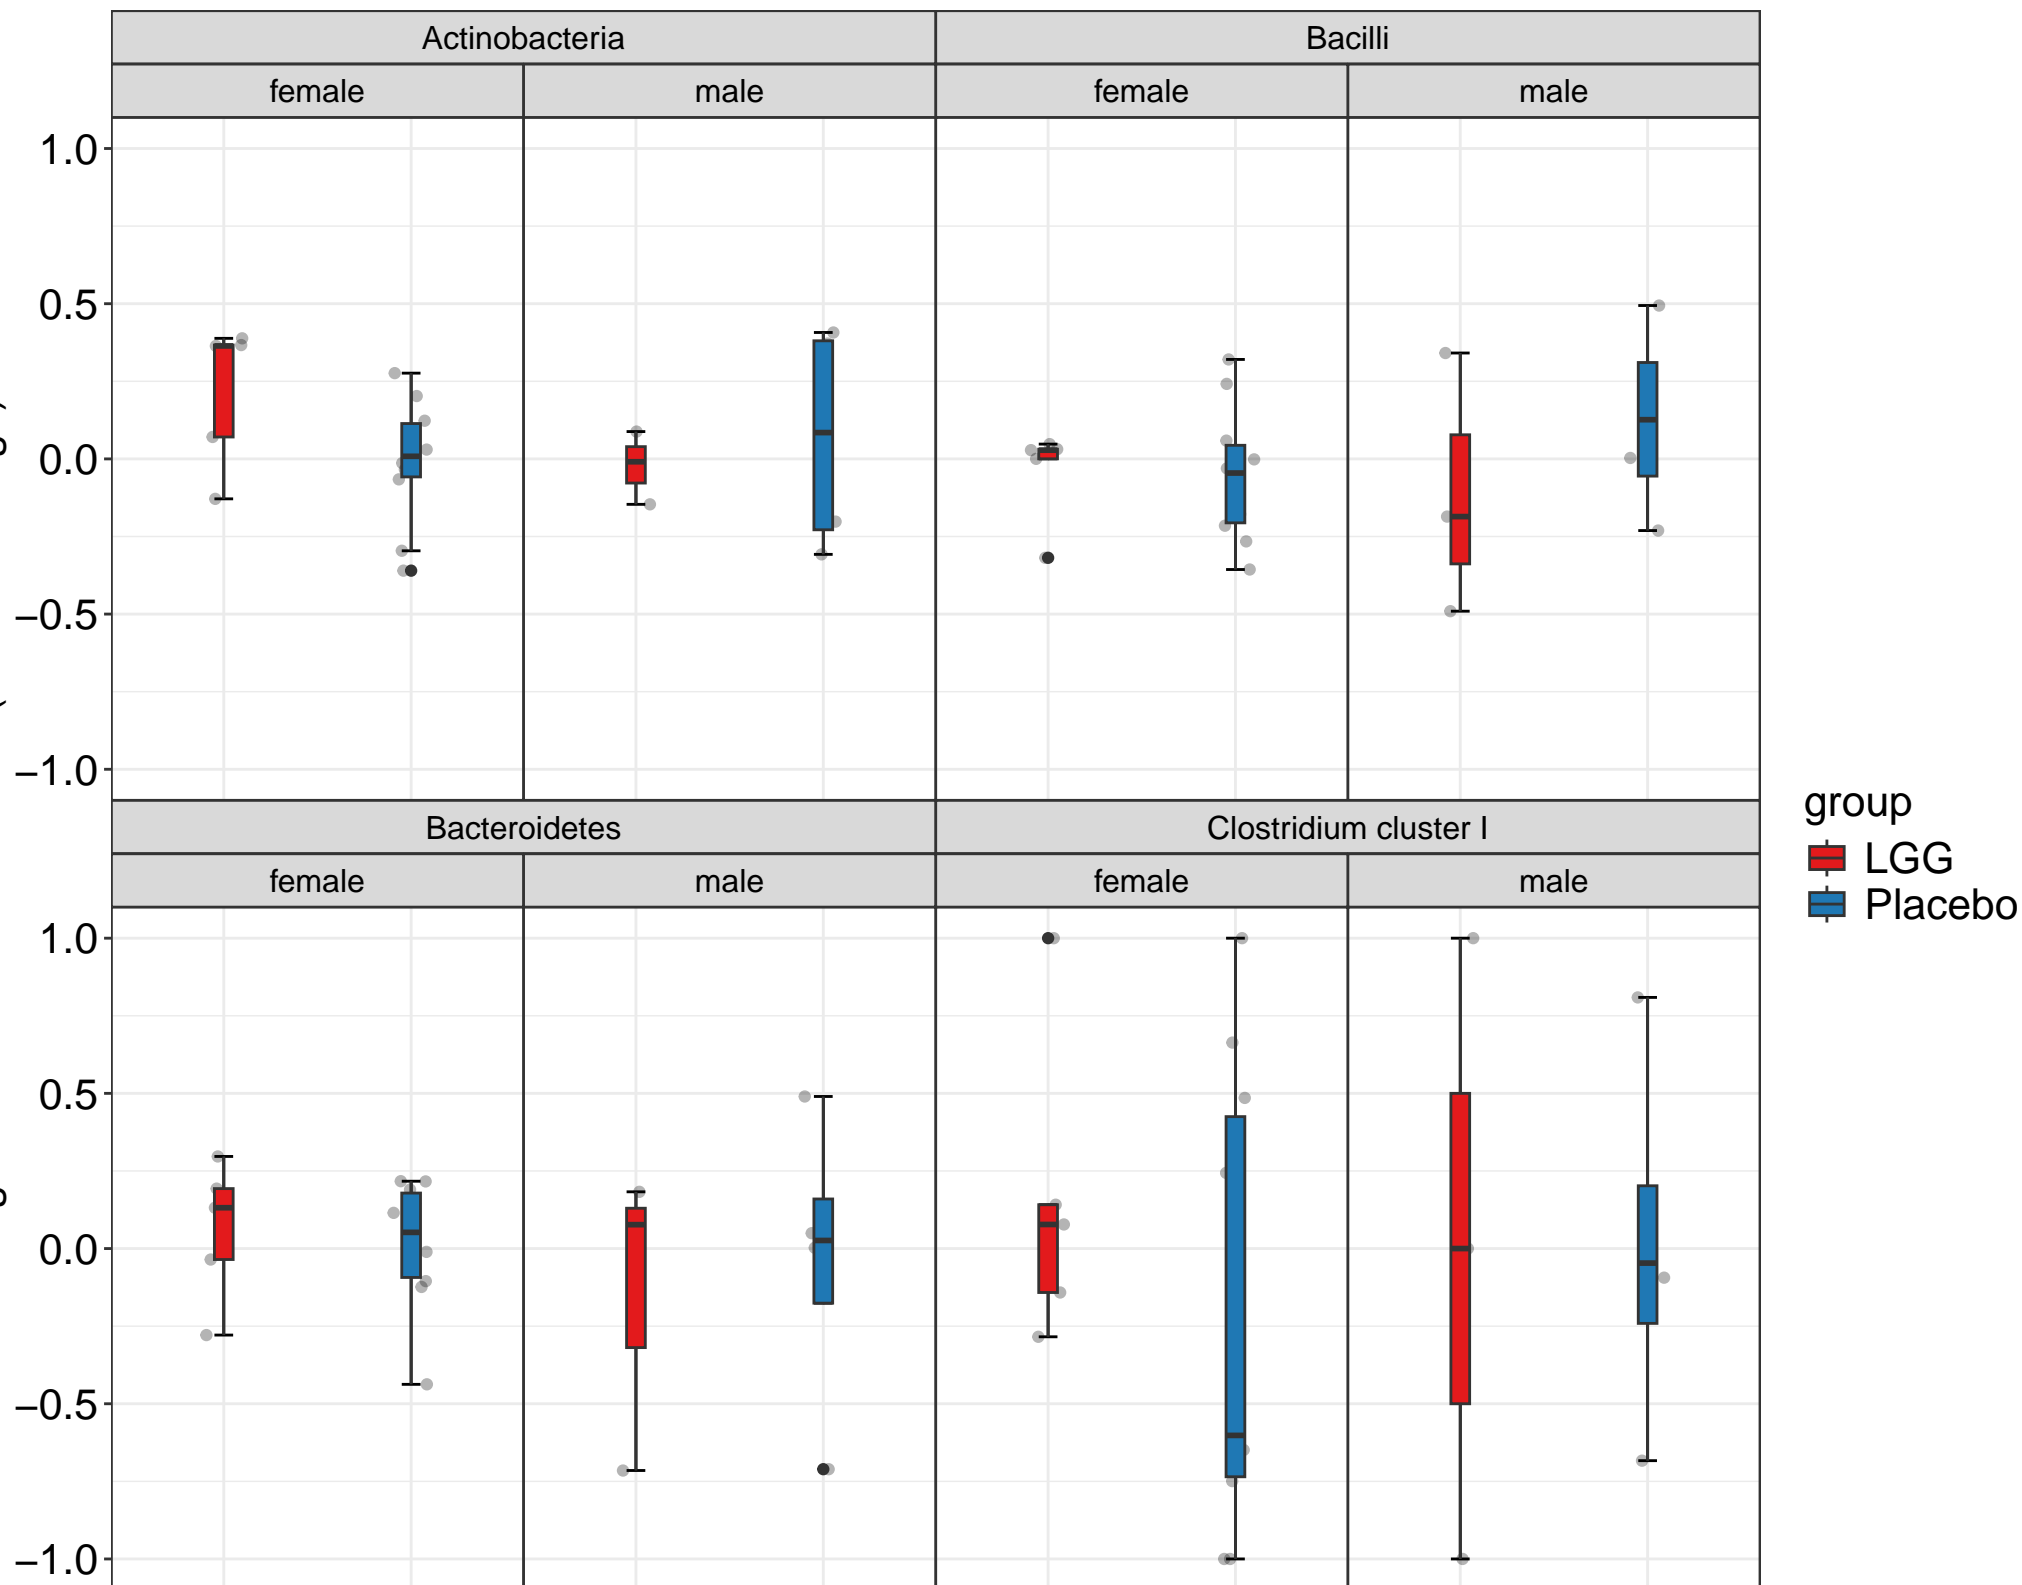 Actinobacteria Bacilli
female male female male
1.0
0.5
0.0
−0.5
−1.0
Bacteroidetes Clostridium cluster I
female male female male
1.0
0.5
0.0
−0.5
−1.0
group
LGG
Placebo